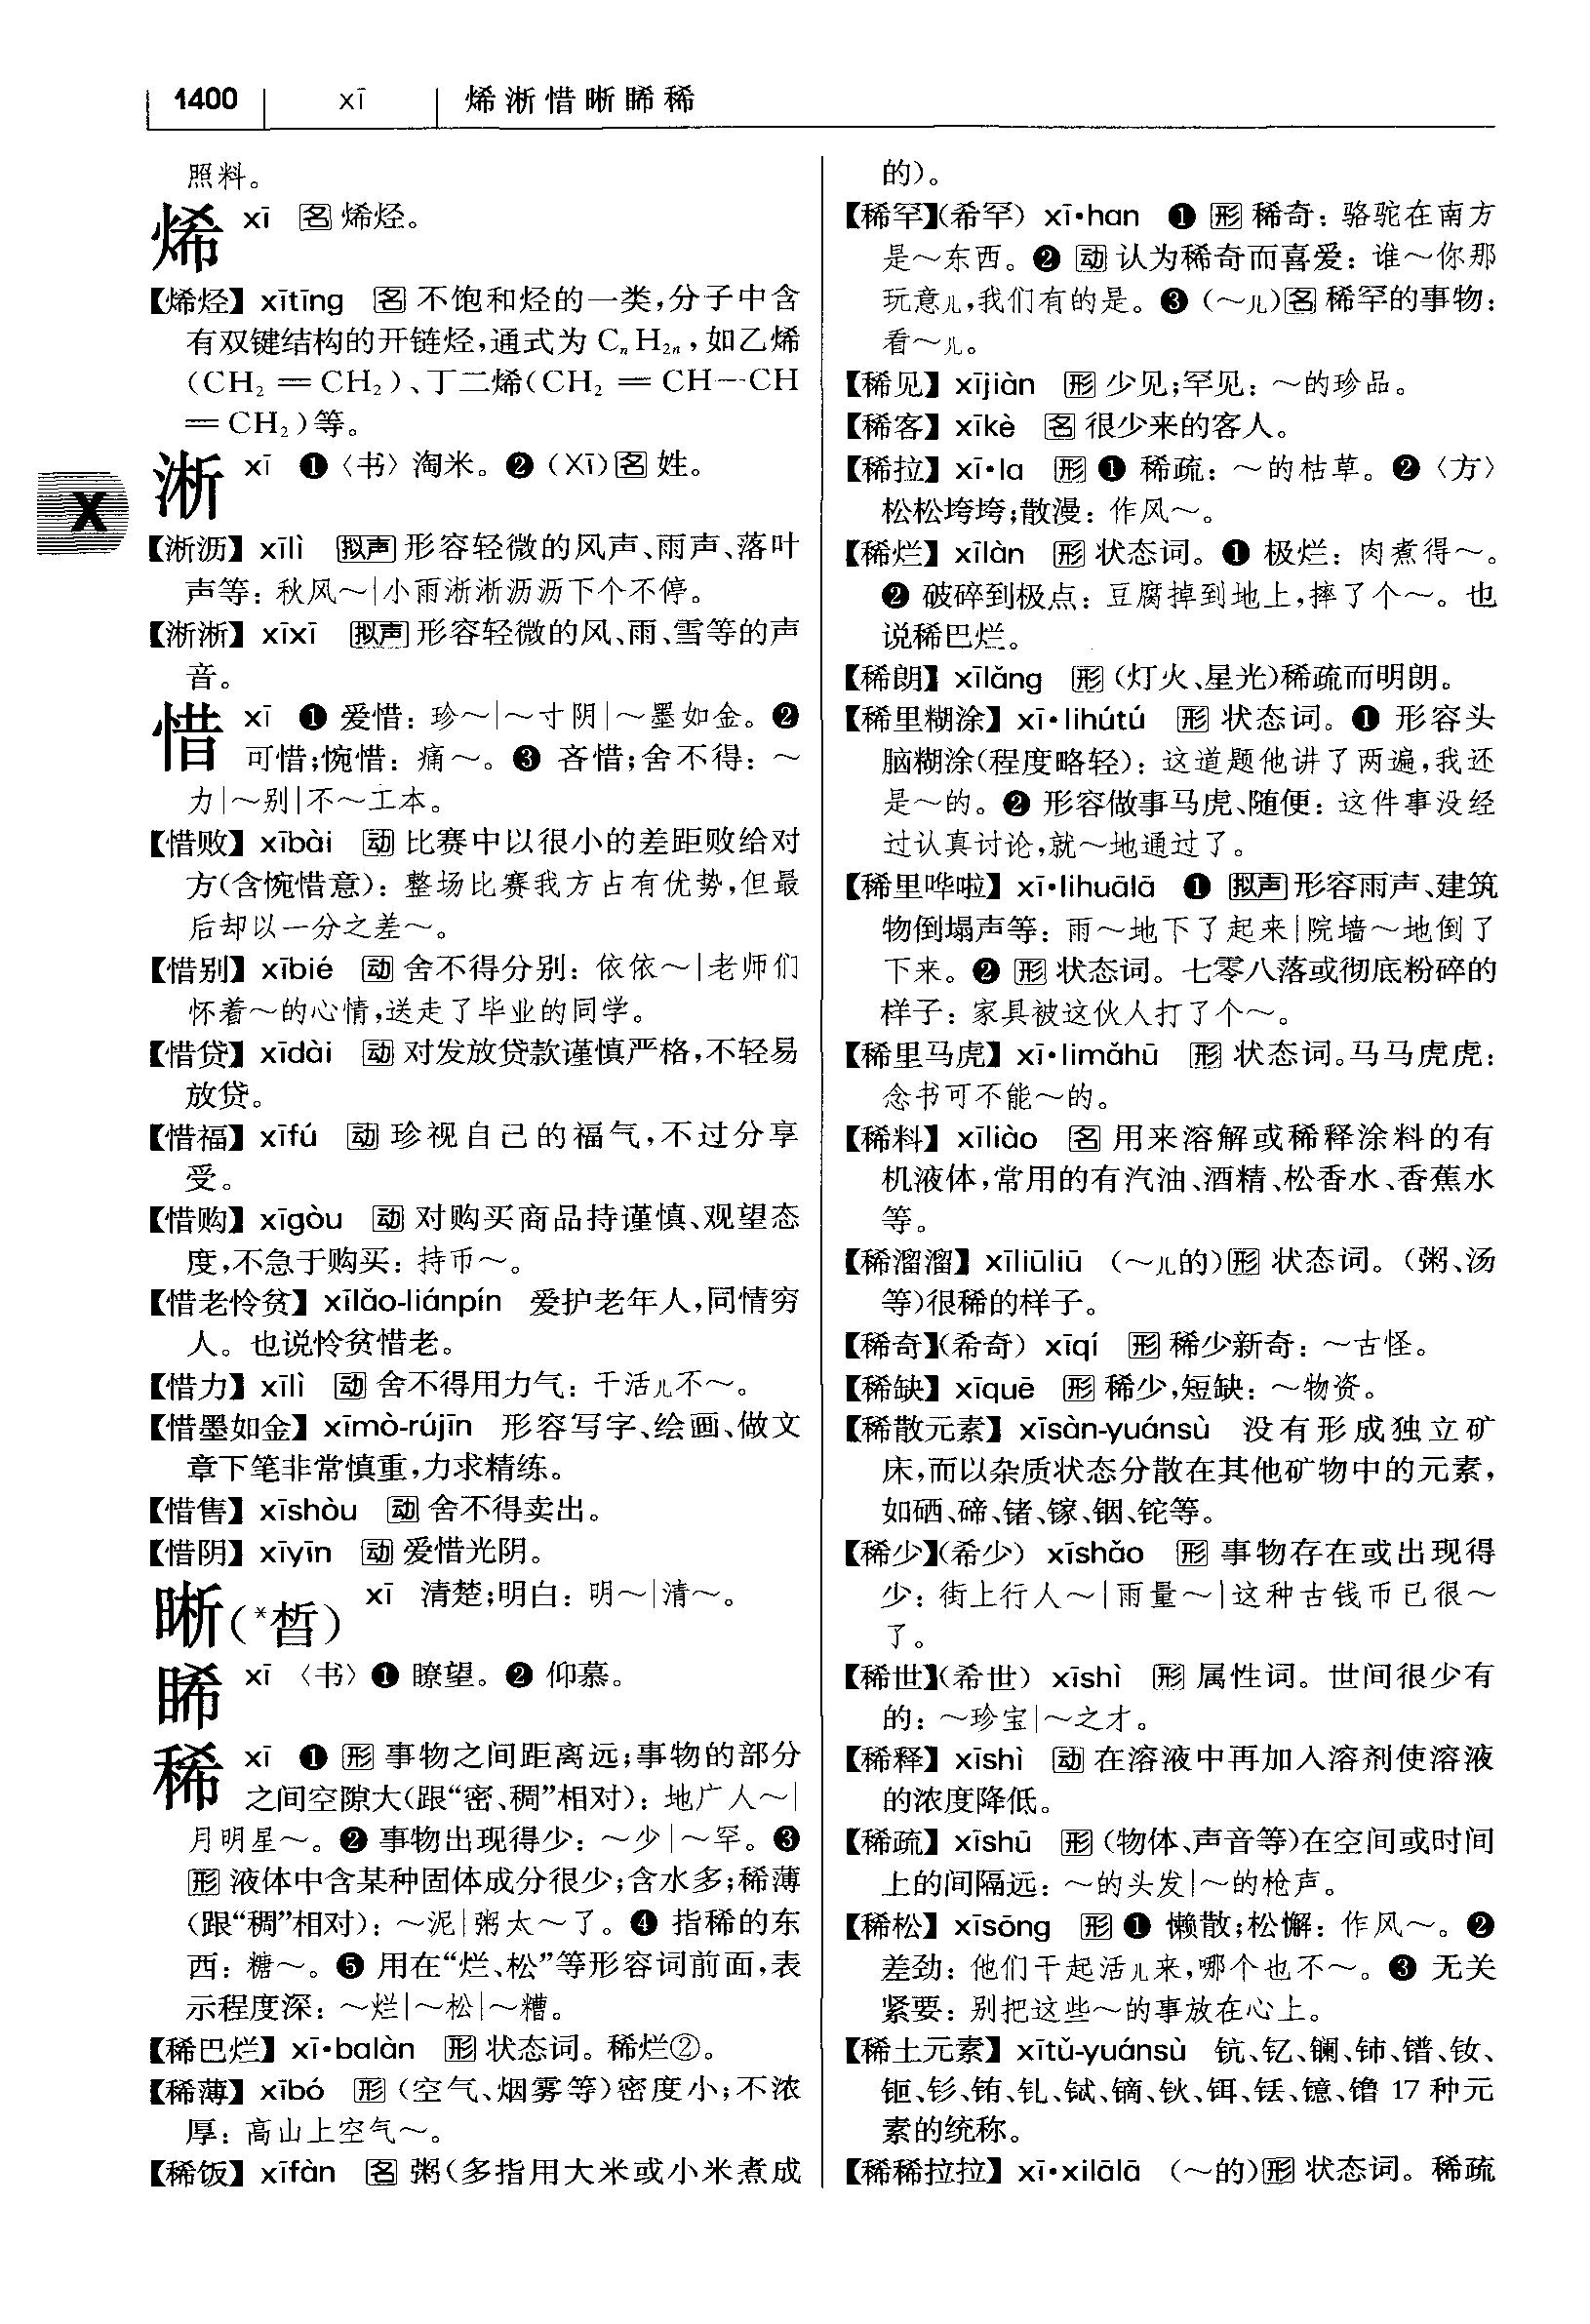 1400 xī 烯淅惜晰睎稀
照料。
烯 xī 名 烯烃。
【烯烃】 xītīng 名 不饱和烃的一类,分子中含
有双键结构的开链烃,通式为 CₙH₂ₙ,如乙烯
(CH₂＝CH₂)、丁二烯(CH₂＝CH—CH
＝CH₂)等。
X
淅 xī ❶〈书〉淘米。❷(Xī)名 姓。
【淅沥】 xīlì 拟声 形容轻微的风声、雨声、落叶
声等：秋风～|小雨淅淅沥沥下个不停。
【淅淅】 xīxī 拟声 形容轻微的风、雨、雪等的声
音。
惜 xī ❶ 爱惜：珍～|～寸阴|～墨如金。❷
可惜;惋惜：痛～。❸ 吝惜;舍不得：～
力|～别|不～工本。
【惜败】 xībài 动 比赛中以很小的差距败给对
方(含惋惜意)：整场比赛我方占有优势,但最
后却以一分之差～。
【惜别】 xībié 动 舍不得分别：依依～|老师们
怀着～的心情,送走了毕业的同学。
【惜贷】 xīdài 动 对发放贷款谨慎严格,不轻易
放贷。
【惜福】 xīfú 动 珍视自己的福气,不过分享
受。
【惜购】 xīgòu 动 对购买商品持谨慎、观望态
度,不急于购买：持币～。
【惜老怜贫】 xīlǎo-liánpín 爱护老年人,同情穷
人。也说怜贫惜老。
【惜力】 xīlì 动 舍不得用力气：干活儿不～。
【惜墨如金】 xīmò-rújīn 形容写字、绘画、做文
章下笔非常慎重,力求精练。
【惜售】 xīshòu 动 舍不得卖出。
【惜阴】 xīyīn 动 爱惜光阴。
晰(*晳) xī 清楚;明白：明～|清～。
睎 xī 〈书〉❶ 瞭望。❷ 仰慕。
稀 xī ❶ 形 事物之间距离远;事物的部分
之间空隙大(跟“密、稠”相对)：地广人～|
月明星～。❷ 事物出现得少：～少|～罕。❸
形 液体中含某种固体成分很少;含水多;稀薄
(跟“稠”相对)：～泥|粥太～了。❹ 指稀的东
西：糖～。❺ 用在“烂、松”等形容词前面,表
示程度深：～烂|～松|～糟。
【稀巴烂】 xī•balàn 形 状态词。稀烂②。
【稀薄】 xībó 形 (空气、烟雾等)密度小;不浓
厚：高山上空气～。
【稀饭】 xīfàn 名 粥(多指用大米或小米煮成
的)。
【稀罕】(希罕) xī•han ❶ 形 稀奇：骆驼在南方
是～东西。❷ 动 认为稀奇而喜爱：谁～你那
玩意儿,我们有的是。❸ (～儿)名 稀罕的事物：
看～儿。
【稀见】 xījiàn 形 少见;罕见：～的珍品。
【稀客】 xīkè 名 很少来的客人。
【稀拉】 xī•la 形 ❶ 稀疏：～的枯草。❷〈方〉
松松垮垮;散漫：作风～。
【稀烂】 xīlàn 形 状态词。❶ 极烂：肉煮得～。
❷ 破碎到极点：豆腐掉到地上,摔了个～。也
说稀巴烂。
【稀朗】 xīlǎng 形 (灯火、星光)稀疏而明朗。
【稀里糊涂】 xī•lihútú 形 状态词。❶ 形容头
脑糊涂(程度略轻)：这道题他讲了两遍,我还
是～的。❷ 形容做事马虎、随便：这件事没经
过认真讨论,就～地通过了。
【稀里哗啦】 xī•lihuālā ❶ 拟声 形容雨声、建筑
物倒塌声等：雨～地下了起来|院墙～地倒了
下来。❷ 形 状态词。七零八落或彻底粉碎的
样子：家具被这伙人打了个～。
【稀里马虎】 xī•limǎhū 形 状态词。马马虎虎：
念书可不能～的。
【稀料】 xīliào 名 用来溶解或稀释涂料的有
机液体,常用的有汽油、酒精、松香水、香蕉水
等。
【稀溜溜】 xīliūliū (～儿的)形 状态词。(粥、汤
等)很稀的样子。
【稀奇】(希奇) xīqí 形 稀少新奇：～古怪。
【稀缺】 xīquē 形 稀少,短缺：～物资。
【稀散元素】 xīsàn-yuánsù 没有形成独立矿
床,而以杂质状态分散在其他矿物中的元素,
如硒、碲、锗、镓、铟、铊等。
【稀少】(希少) xīshǎo 形 事物存在或出现得
少：街上行人～|雨量～|这种古钱币已很～
了。
【稀世】(希世) xīshì 形 属性词。世间很少有
的：～珍宝|～之才。
【稀释】 xīshì 动 在溶液中再加入溶剂使溶液
的浓度降低。
【稀疏】 xīshū 形 (物体、声音等)在空间或时间
上的间隔远：～的头发|～的枪声。
【稀松】 xīsōng 形 ❶ 懒散;松懈：作风～。❷
差劲：他们干起活儿来,哪个也不～。❸ 无关
紧要：别把这些～的事放在心上。
【稀土元素】 xītǔ-yuánsù 钪、钇、镧、铈、镨、钕、
钷、钐、铕、钆、铽、镝、钬、铒、铥、镱、镥 17 种元
素的统称。
【稀稀拉拉】 xī•xilālā (～的)形 状态词。稀疏